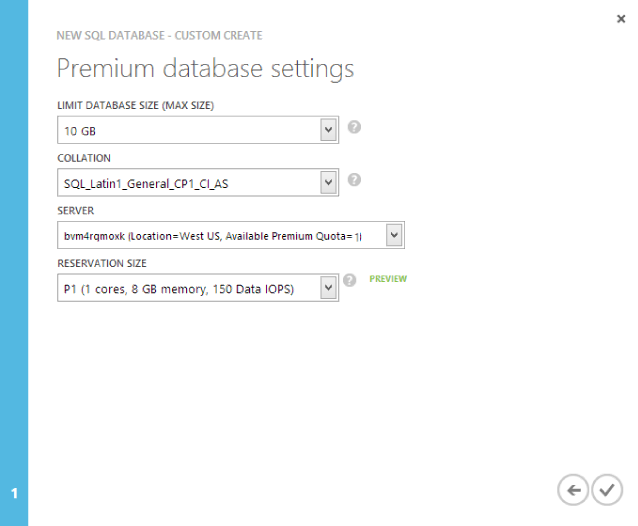 NEW SQL DATABASE - CUSTOM CREATE
Premium database settings
LIMIT DATABASE SIZE (MAX SIZE)
10 GB
COLLATION
SQL_Latin1_General_CP1_CI_AS
SERVER
bvm4rqmoxk (Location=West US, Available Premium Quota= 1)
RESERVATION SIZE
P1 (1 cores, 8 GB memory, 150 Data IOPS)
PREVIEW
1